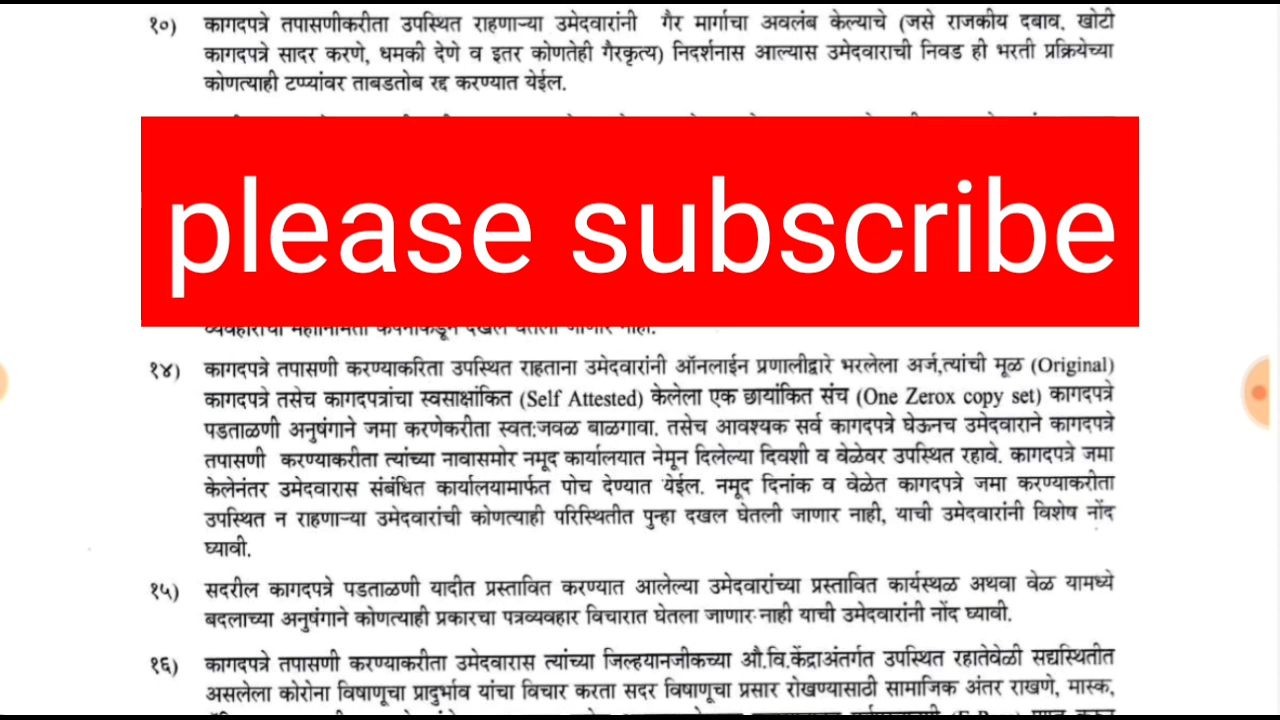 १०) कागदपत्रे तपासणीकरीता उपस्थित राहणाऱ्या उमेदवारांनी गैर मार्गाचा अवलंब केल्याचे (जसे राजकीय दबाव, खोटी
कागदपत्रे सादर करणे, धमकी देणे व इतर कोणतेही गैरकृत्य) निदर्शनास आल्यास उमेदवाराची निवड ही भरती प्रक्रियेच्या
कोणत्याही टप्प्यांवर ताबडतोब रद्द करण्यात येईल.
please subscribe
१४) कागदपत्रे तपासणी करण्याकरिता उपस्थित राहताना उमेदवारांनी ऑनलाईन प्रणालीद्वारे भरलेला अर्ज,त्यांची मूळ (Original)
कागदपत्रे तसेच कागदपत्रांचा स्वसाक्षांकित (Self Attested) केलेला एक छायांकित संच (One Zerox copy set) कागदपत्रे
पडताळणी अनुषंगाने जमा करणेकरीता स्वत:जवळ बाळगावा. तसेच आवश्यक सर्व कागदपत्रे घेऊनच उमेदवाराने कागदपत्रे
तपासणी करण्याकरीता त्यांच्या नावासमोर नमूद कार्यालयात नेमून दिलेल्या दिवशी व वेळेवर उपस्थित रहावे. कागदपत्रे जमा
केलेनंतर उमेदवारास संबंधित कार्यालयामार्फत पोच देण्यात येईल. नमूद दिनांक व वेळेत कागदपत्रे जमा करण्याकरीता
उपस्थित न राहणाऱ्या उमेदवारांची कोणत्याही परिस्थितीत पुन्हा दखल घेतली जाणार नाही, याची उमेदवारांनी विशेष नोंद
घ्यावी.
१५) सदरील कागदपत्रे पडताळणी यादीत प्रस्तावित करण्यात आलेल्या उमेदवारांच्या प्रस्तावित कार्यस्थळ अथवा वेळ यामध्ये
बदलाच्या अनुषंगाने कोणत्याही प्रकारचा पत्रव्यवहार विचारात घेतला जाणार नाही याची उमेदवारांनी नोंद घ्यावी.
१६) कागदपत्रे तपासणी करण्याकरीता उमेदवारास त्यांच्या जिल्हयानजीकच्या औ.वि.केंद्राअंतर्गत उपस्थित रहातेवेळी सद्यस्थितीत
असलेला कोरोना विषाणूचा प्रादुर्भाव यांचा विचार करता सदर विषाणूचा प्रसार रोखण्यासाठी सामाजिक अंतर राखणे, मास्क,